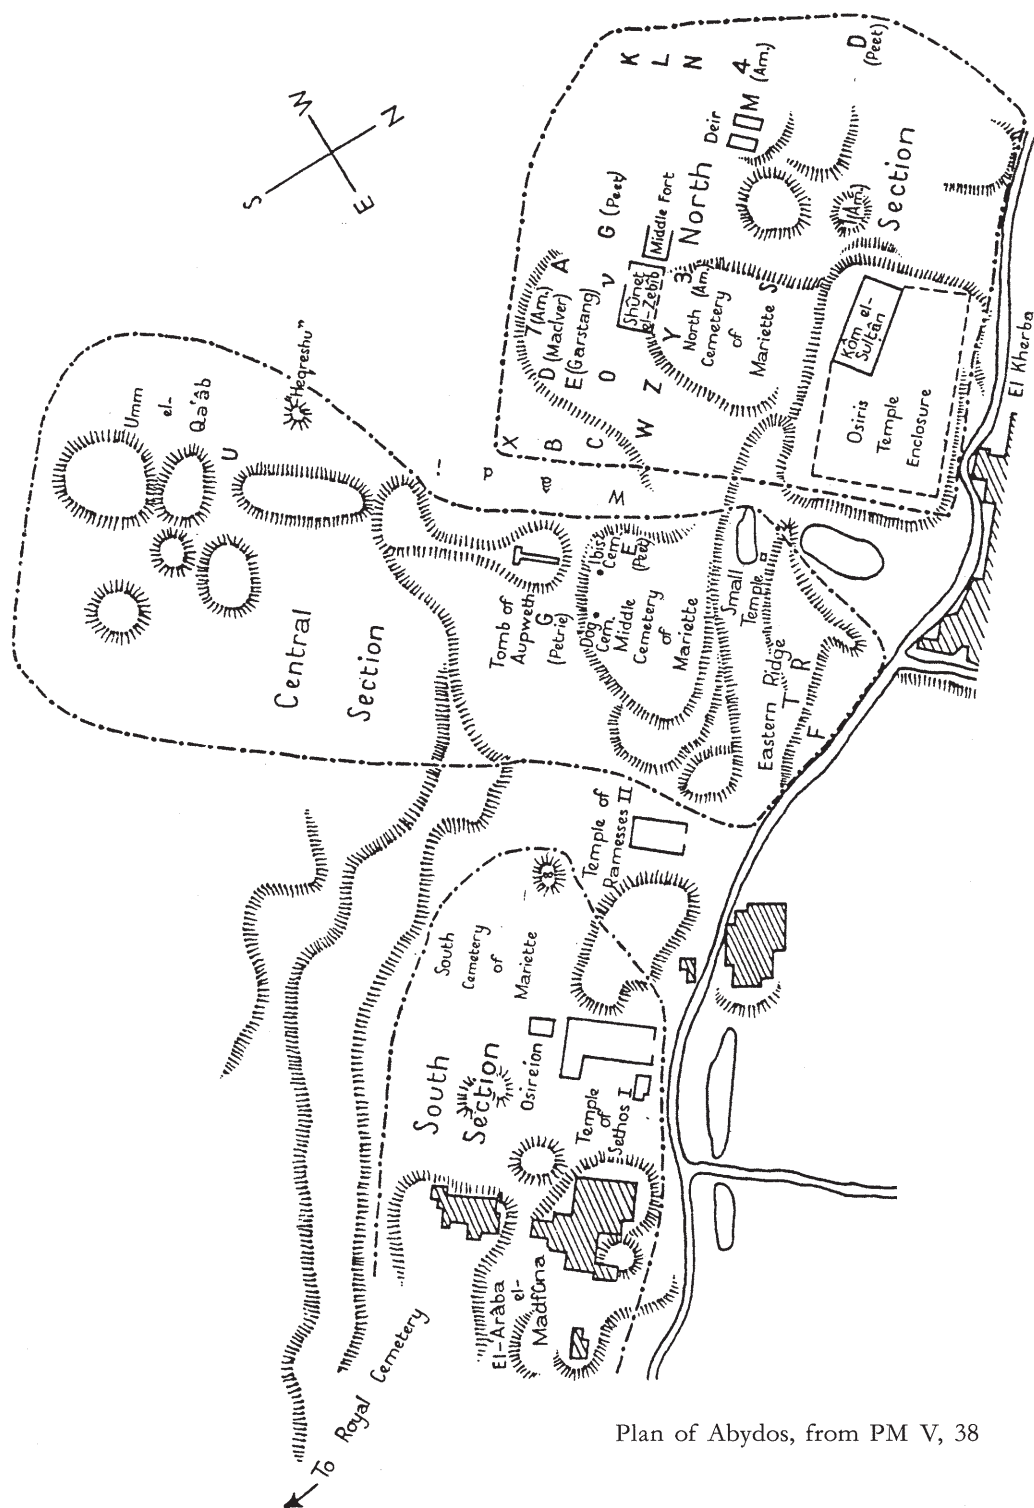 S
W
E
N
K
L
N
4
(Am.)
D
(Peet)
Deir
M
G (Peet)
Middle Fort
North
Section
1(Am.)
A
v
7(Am.)
D (MacIver)
E (Garstang)
O
Shûnet
el-Zebîb
3
(Am.)
S
Y
North
Cemetery
of
Mariette
Z
W
X
B
C
Kôm el-
Sultân
Osiris
Temple
Enclosure
El Kherba
Umm
el-
Qa'âb
U
"Heqreshu"
P
M
Central
Section
Tomb of
Aupweth
G
(Petrie)
Ibis
Cem.
E
(Peet)
Dog
Cem.
Middle
Cemetery
of
Mariette
Small
Temple
Eastern Ridge
T R
F
Temple of
Ramesses II
8
South
Cemetery
of
Mariette
South
Section
Osireion
Temple
of
Sethos I
El-Arâba
el-
Madfûna
To Royal Cemetery
Plan of Abydos, from PM V, 38